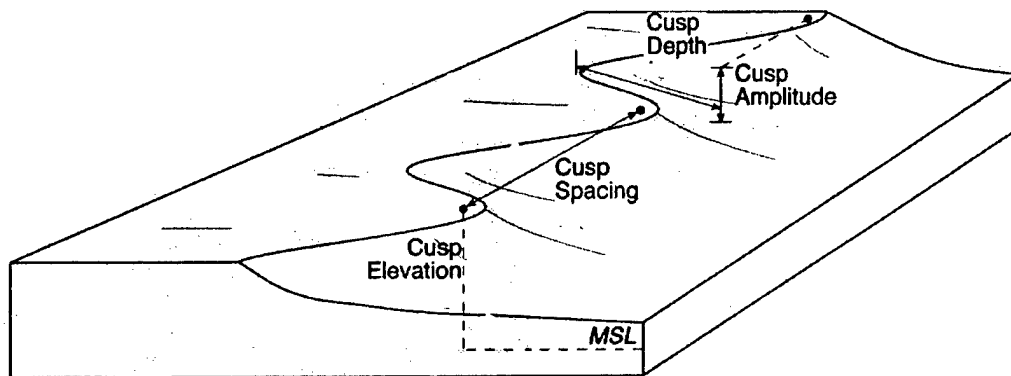 Cusp
Depth
Cusp
Amplitude
Cusp
Spacing
Cusp
Elevation
MSL